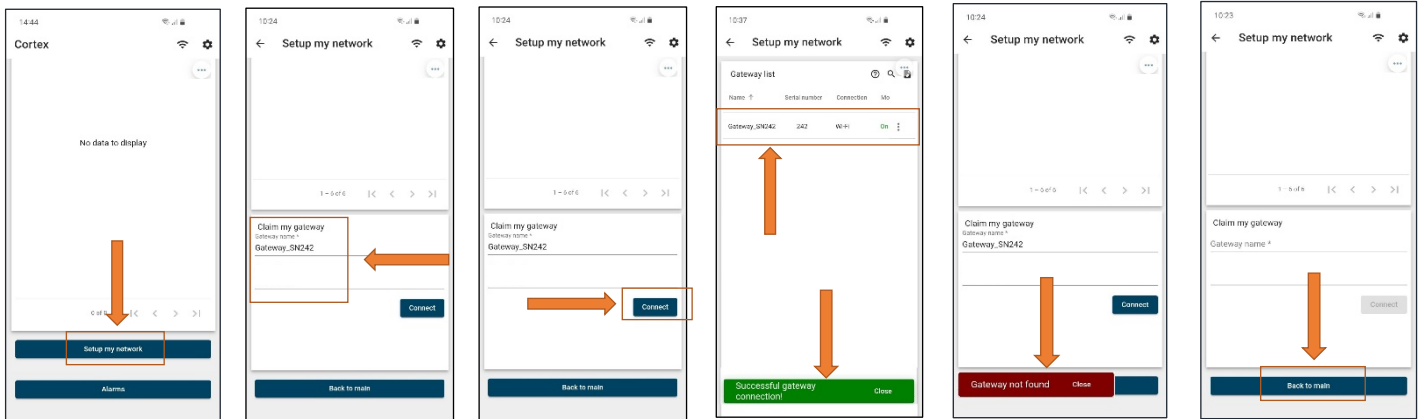 14:44
Cortex
No data to display
0 of 0
Setup my network
Alarms
10:24
Setup my network
1 – 6 of 6
Claim my gateway
Gateway name *
Gateway_SN242
Connect
Back to main
10:24
Setup my network
1 – 6 of 6
Claim my gateway
Gateway name *
Gateway_SN242
Connect
Back to main
10:37
Setup my network
Gateway list
Name ↑ Serial number Connection Mo
Gateway_SN242 242 Wi-Fi On
Successful gateway
connection!
Close
10:24
Setup my network
Claim my gateway
Gateway name *
Gateway_SN242
Connect
Gateway not found Close
10:23
Setup my network
Claim my gateway
Gateway name *
Connect
Back to main